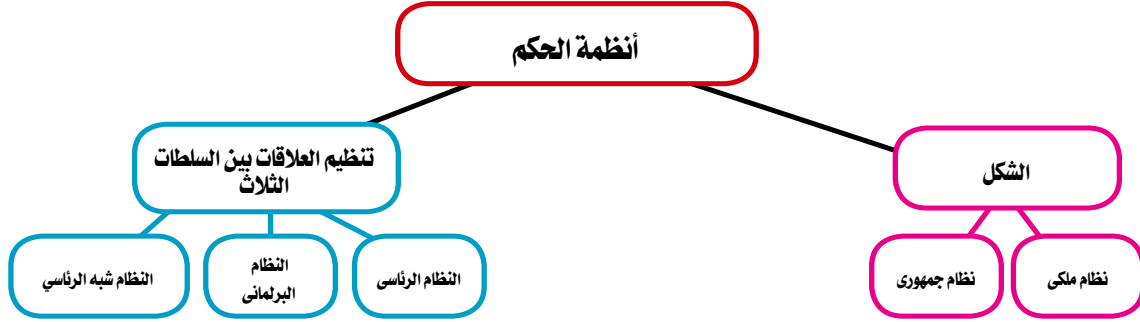 أنظمة الحكم
الشكل
نظام ملكى
نظام جمهورى
تنظيم العلاقات بين السلطات
الثلاث
النظام الرئاسى
النظام
البرلمانى
النظام شبه الرئاسي